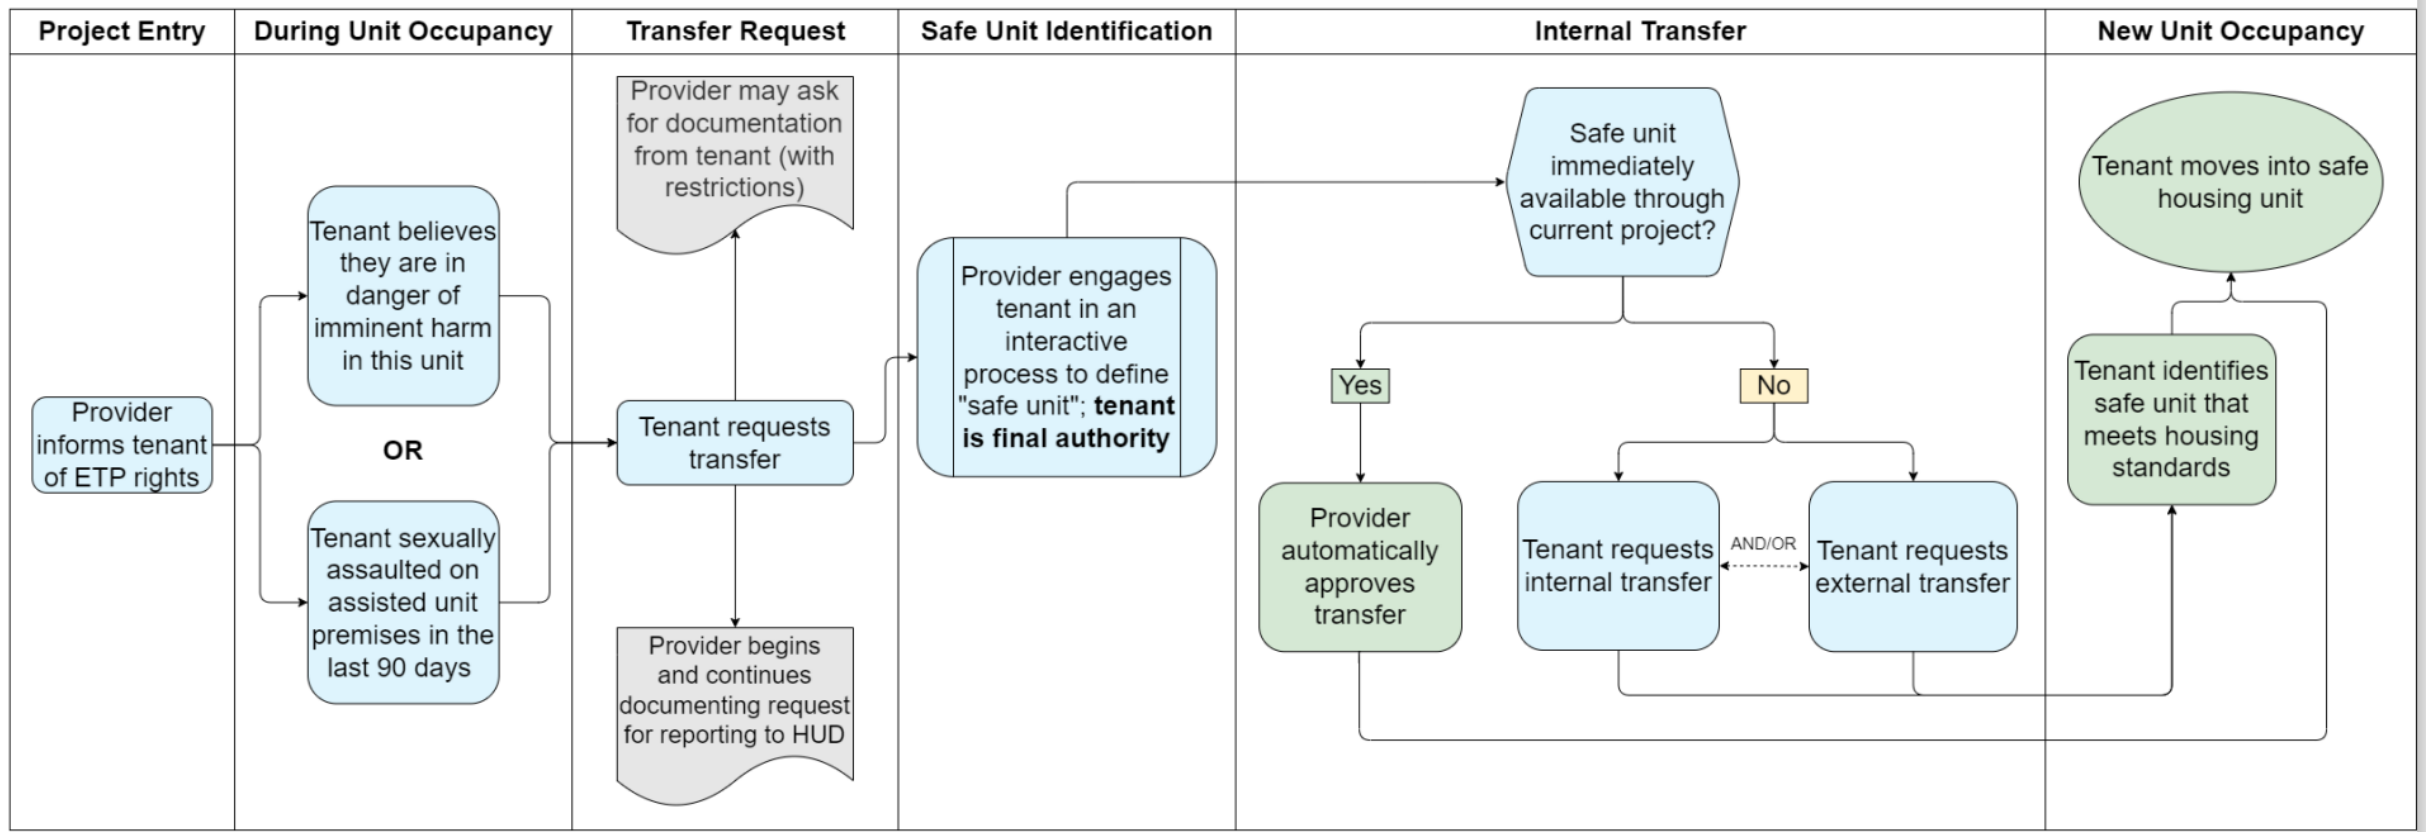 Project Entry
During Unit Occupancy
Transfer Request
Safe Unit Identification
Internal Transfer
New Unit Occupancy
Provider
informs tenant
of ETP rights
Tenant believes
they are in
danger of
imminent harm
in this unit
OR
Tenant sexually
assaulted on
assisted unit
premises in the
last 90 days
Provider may ask
for documentation
from tenant (with
restrictions)
Tenant requests
transfer
Provider begins
and continues
documenting request
for reporting to HUD
Provider engages
tenant in an
interactive
process to define
"safe unit"; tenant
is final authority
Safe unit
immediately
available through
current project?
Yes
No
Provider
automatically
approves
transfer
Tenant requests
internal transfer
AND/OR
Tenant requests
external transfer
Tenant moves into safe
housing unit
Tenant identifies
safe unit that
meets housing
standards